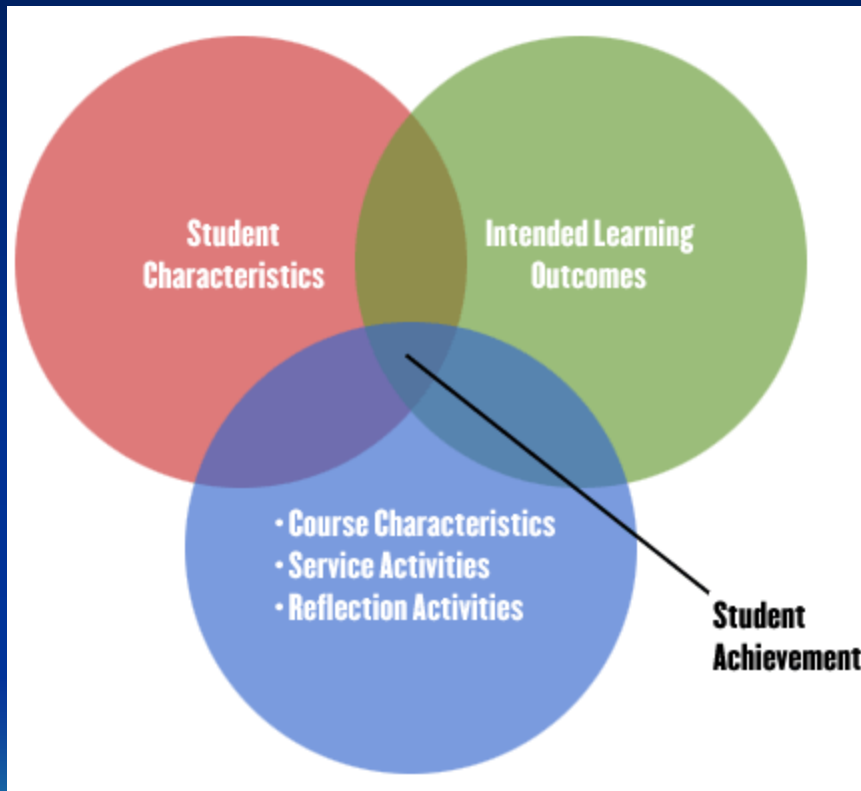 Student
Characteristics
Intended Learning
Outcomes
• Course Characteristics
• Service Activities
• Reflection Activities
Student
Achievement